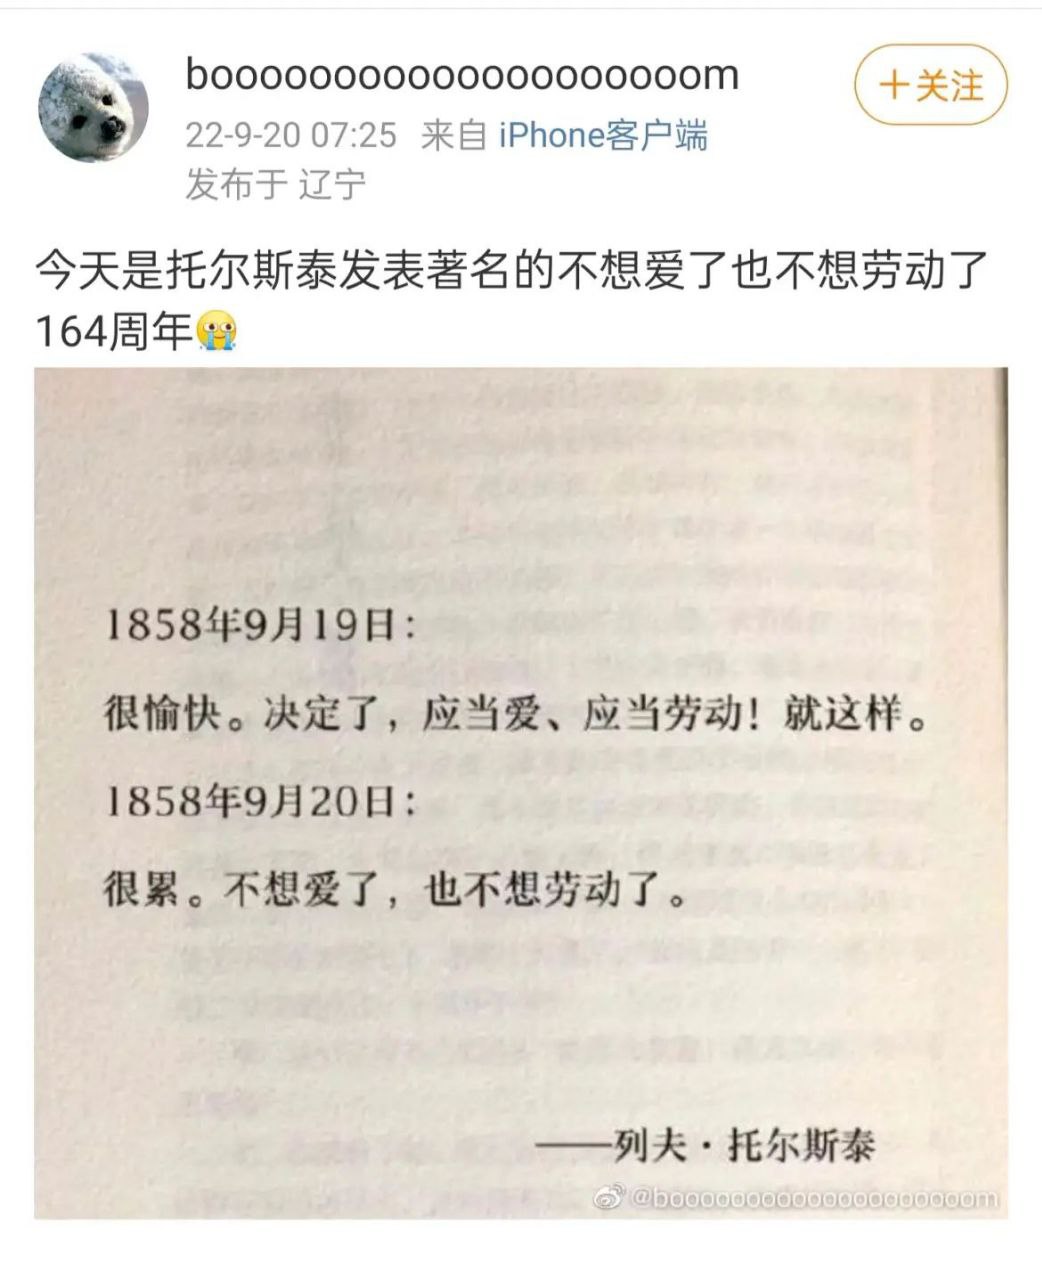 booooooooooooooooooooom
+关注
22-9-20 07:25 来自 iPhone客户端
发布于 辽宁
今天是托尔斯泰发表著名的不想爱了也不想劳动了
164周年😭
1858年9月19日：
很愉快。决定了，应当爱、应当劳动！就这样。
1858年9月20日：
很累。不想爱了，也不想劳动了。
——列夫·托尔斯泰
@booooooooooooooooooooom